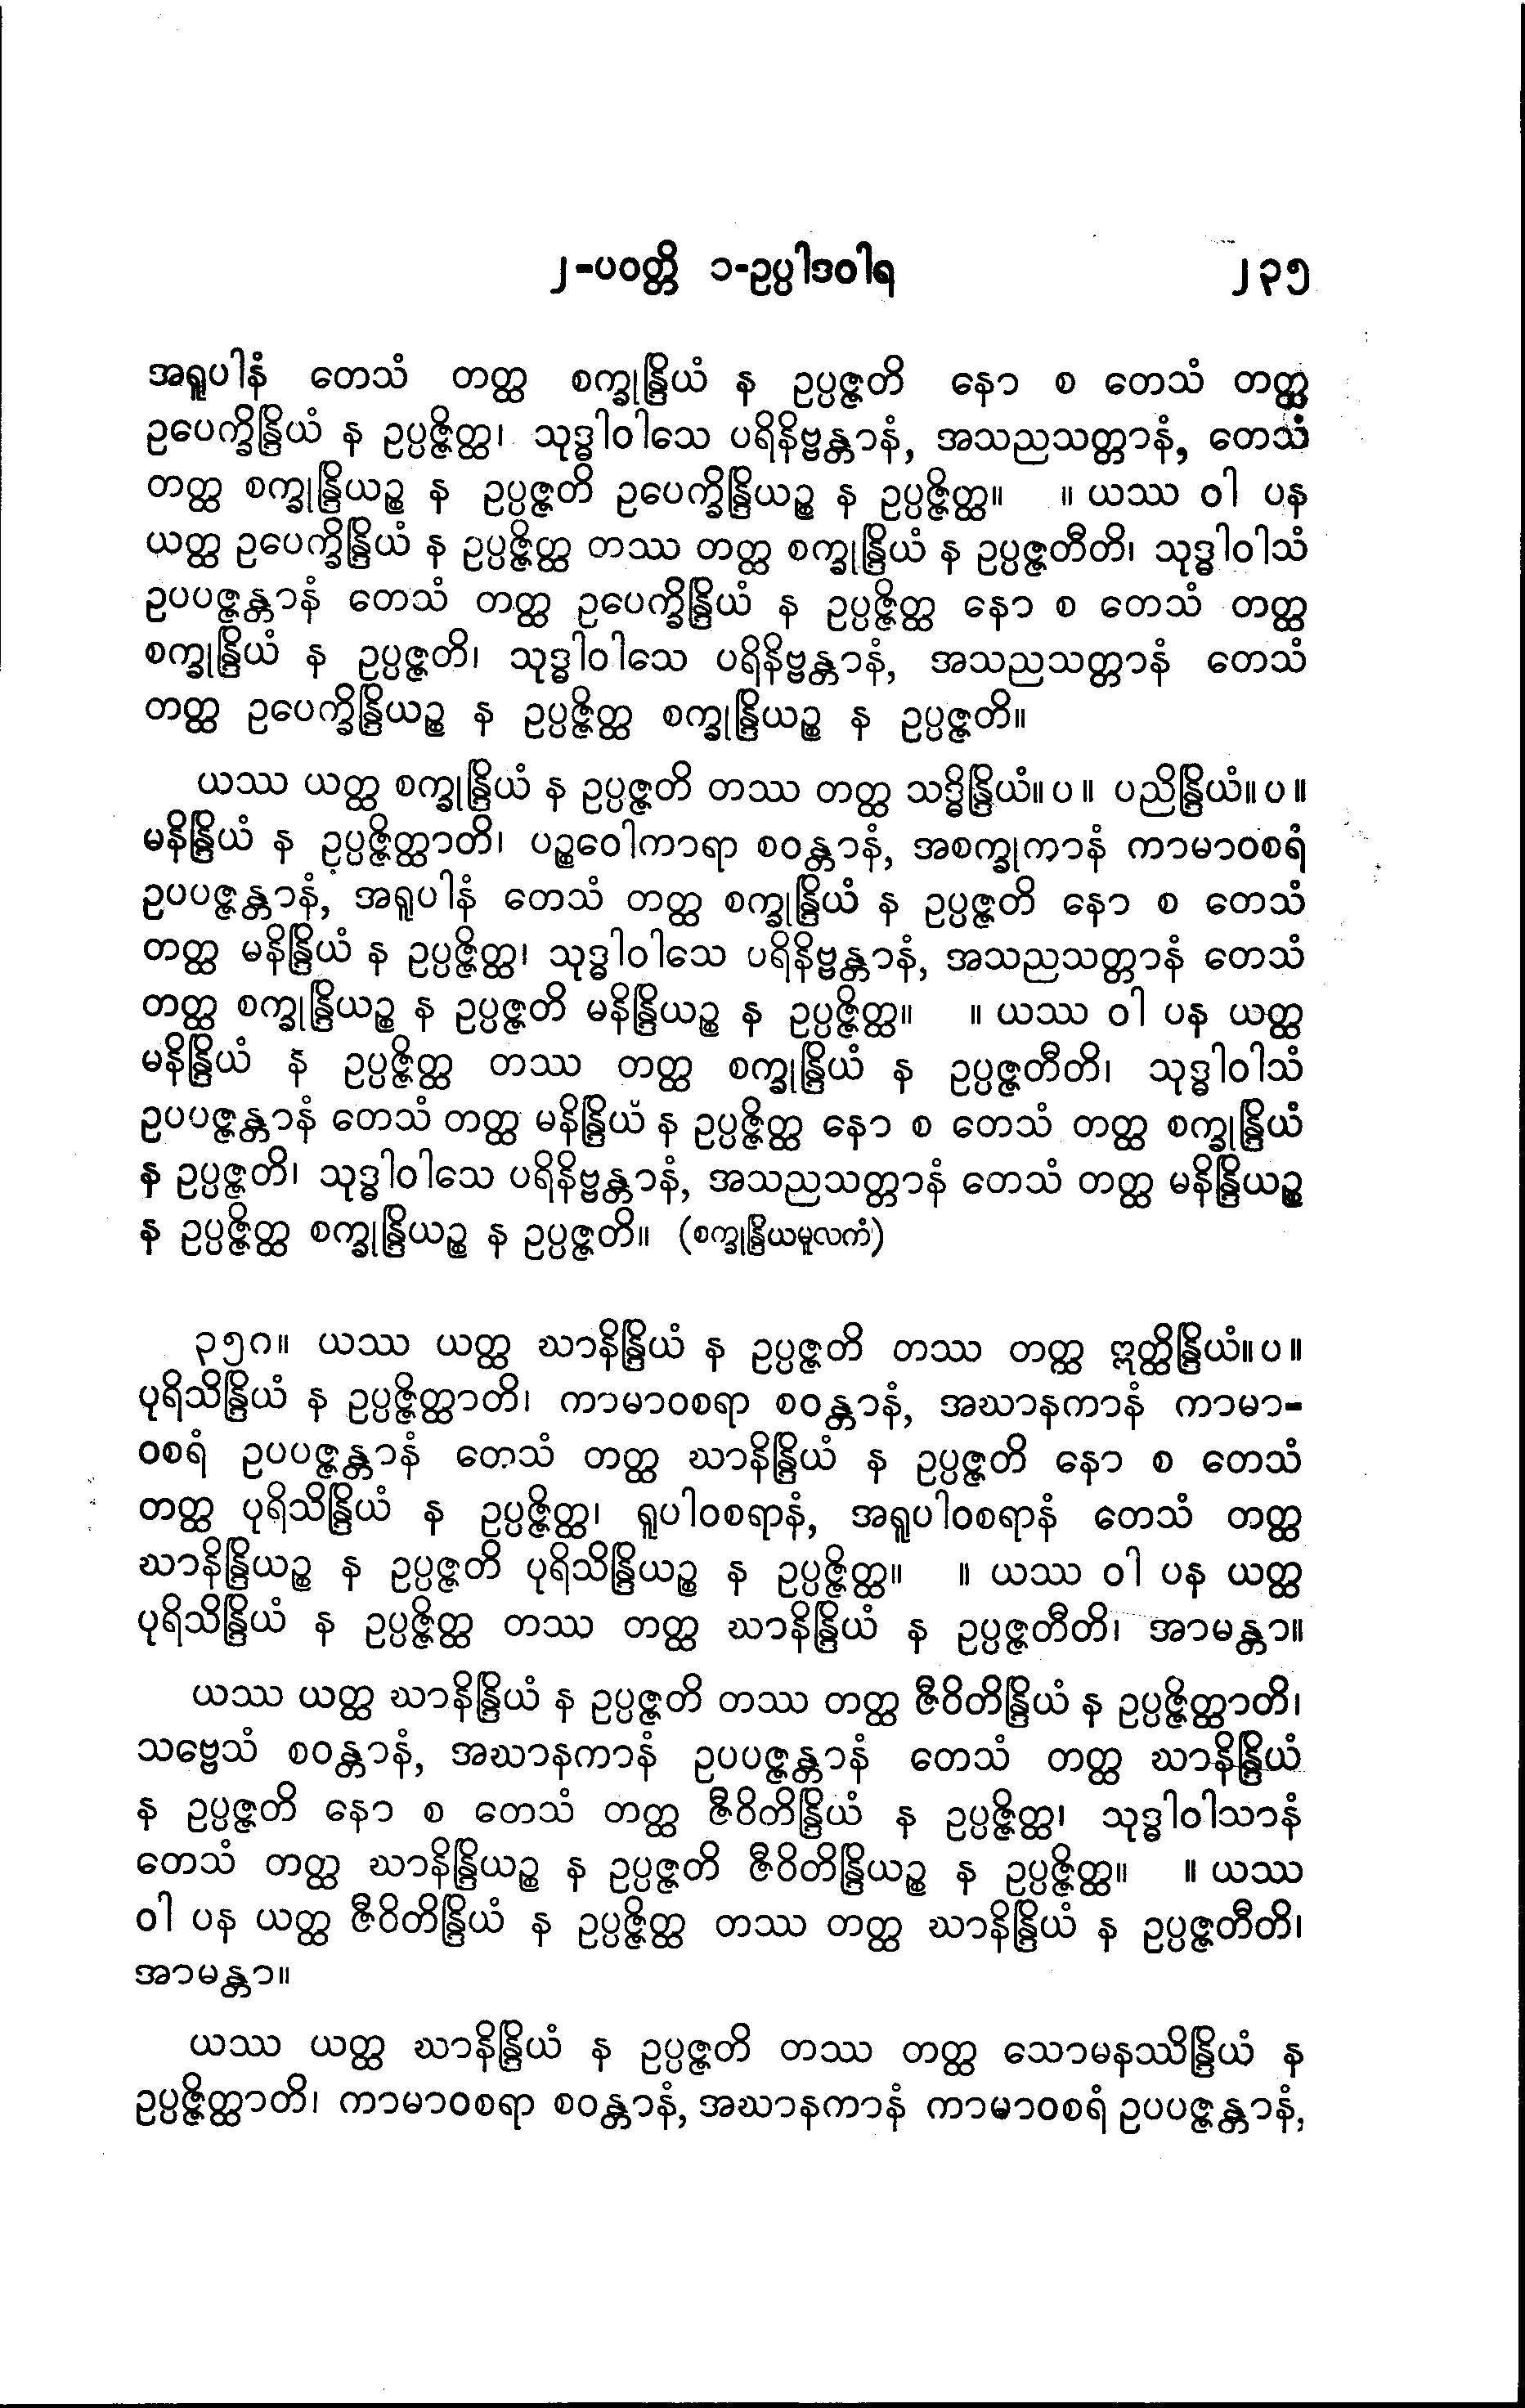 ၂-ပဝတ္တိ ၁-ဥပ္ပါဒဝါရ ၂၃၅
အရူပါနံ တေသံ တတ္ထ စက္ခုန္ဒြိယံ န ဥပ္ပဇ္ဇတိ နော စ တေသံ တတ္ထ
ဥပေက္ခိန္ဒြိယံ န ဥပ္ပဇ္ဇိတ္ထ၊ သုဒ္ဓါဝါသေ ပရိနိဗ္ဗန္တာနံ, အသညသတ္တာနံ, တေသံ
တတ္ထ စက္ခုန္ဒြိယဉ္စ န ဥပ္ပဇ္ဇတိ ဥပေက္ခိန္ဒြိယဉ္စ န ဥပ္ပဇ္ဇိတ္ထ။ ။ ယဿ ဝါ ပန
ယတ္ထ ဥပေက္ခိန္ဒြိယံ န ဥပ္ပဇ္ဇိတ္ထ တဿ တတ္ထ စက္ခုန္ဒြိယံ န ဥပ္ပဇ္ဇတီတိ၊ သုဒ္ဓါဝါသံ
ဥပပဇ္ဇန္တာနံ တေသံ တတ္ထ ဥပေက္ခိန္ဒြိယံ န ဥပ္ပဇ္ဇိတ္ထ နော စ တေသံ တတ္ထ
စက္ခုန္ဒြိယံ န ဥပ္ပဇ္ဇတိ၊ သုဒ္ဓါဝါသေ ပရိနိဗ္ဗန္တာနံ, အသညသတ္တာနံ တေသံ
တတ္ထ ဥပေက္ခိန္ဒြိယဉ္စ န ဥပ္ပဇ္ဇိတ္ထ စက္ခုန္ဒြိယဉ္စ န ဥပ္ပဇ္ဇတိ။
ယဿ ယတ္ထ စက္ခုန္ဒြိယံ န ဥပ္ပဇ္ဇတိ တဿ တတ္ထ သဒ္ဓိန္ဒြိယံ။ပ။ ပညိန္ဒြိယံ။ပ။
မနိန္ဒြိယံ န ဥပ္ပဇ္ဇိတ္ထာတိ၊ ပဉ္စဝေါကာရာ စဝန္တာနံ, အစက္ခုကာနံ ကာမာဝစရံ
ဥပပဇ္ဇန္တာနံ, အရူပါနံ တေသံ တတ္ထ စက္ခုန္ဒြိယံ န ဥပ္ပဇ္ဇတိ နော စ တေသံ
တတ္ထ မနိန္ဒြိယံ န ဥပ္ပဇ္ဇိတ္ထ၊ သုဒ္ဓါဝါသေ ပရိနိဗ္ဗန္တာနံ, အသညသတ္တာနံ တေသံ
တတ္ထ စက္ခုန္ဒြိယဉ္စ န ဥပ္ပဇ္ဇတိ မနိန္ဒြိယဉ္စ န ဥပ္ပဇ္ဇိတ္ထ။ ။ ယဿ ဝါ ပန ယတ္ထ
မနိန္ဒြိယံ န ဥပ္ပဇ္ဇိတ္ထ တဿ တတ္ထ စက္ခုန္ဒြိယံ န ဥပ္ပဇ္ဇတီတိ၊ သုဒ္ဓါဝါသံ
ဥပပဇ္ဇန္တာနံ တေသံ တတ္ထ မနိန္ဒြိယံ န ဥပ္ပဇ္ဇိတ္ထ နော စ တေသံ တတ္ထ စက္ခုန္ဒြိယံ
န ဥပ္ပဇ္ဇတိ၊ သုဒ္ဓါဝါသေ ပရိနိဗ္ဗန္တာနံ, အသညသတ္တာနံ တေသံ တတ္ထ မနိန္ဒြိယဉ္စ
န ဥပ္ပဇ္ဇိတ္ထ စက္ခုန္ဒြိယဉ္စ န ဥပ္ပဇ္ဇတိ။ (စက္ခုန္ဒြိယမူလကံ)
၃၅၈။ ယဿ ယတ္ထ ဃာနိန္ဒြိယံ န ဥပ္ပဇ္ဇတိ တဿ တတ္ထ ဣတ္ထိန္ဒြိယံ။ပ။
ပုရိသိန္ဒြိယံ န ဥပ္ပဇ္ဇိတ္ထာတိ၊ ကာမာဝစရာ စဝန္တာနံ, အဃာနကာနံ ကာမာ-
ဝစရံ ဥပပဇ္ဇန္တာနံ တေသံ တတ္ထ ဃာနိန္ဒြိယံ န ဥပ္ပဇ္ဇတိ နော စ တေသံ
တတ္ထ ပုရိသိန္ဒြိယံ န ဥပ္ပဇ္ဇိတ္ထ၊ ရူပါဝစရာနံ, အရူပါဝစရာနံ တေသံ တတ္ထ
ဃာနိန္ဒြိယဉ္စ န ဥပ္ပဇ္ဇတိ ပုရိသိန္ဒြိယဉ္စ န ဥပ္ပဇ္ဇိတ္ထ။ ။ ယဿ ဝါ ပန ယတ္ထ
ပုရိသိန္ဒြိယံ န ဥပ္ပဇ္ဇိတ္ထ တဿ တတ္ထ ဃာနိန္ဒြိယံ န ဥပ္ပဇ္ဇတီတိ၊ အာမန္တာ။
ယဿ ယတ္ထ ဃာနိန္ဒြိယံ န ဥပ္ပဇ္ဇတိ တဿ တတ္ထ ဇီဝိတိန္ဒြိယံ န ဥပ္ပဇ္ဇိတ္ထာတိ၊
သဗ္ဗေသံ စဝန္တာနံ, အဃာနကာနံ ဥပပဇ္ဇန္တာနံ တေသံ တတ္ထ ဃာနိန္ဒြိယံ
န ဥပ္ပဇ္ဇတိ နော စ တေသံ တတ္ထ ဇီဝိတိန္ဒြိယံ န ဥပ္ပဇ္ဇိတ္ထ၊ သုဒ္ဓါဝါသာနံ
တေသံ တတ္ထ ဃာနိန္ဒြိယဉ္စ န ဥပ္ပဇ္ဇတိ ဇီဝိတိန္ဒြိယဉ္စ န ဥပ္ပဇ္ဇိတ္ထ။ ။ ယဿ
ဝါ ပန ယတ္ထ ဇီဝိတိန္ဒြိယံ န ဥပ္ပဇ္ဇိတ္ထ တဿ တတ္ထ ဃာနိန္ဒြိယံ န ဥပ္ပဇ္ဇတီတိ၊
အာမန္တာ။
ယဿ ယတ္ထ ဃာနိန္ဒြိယံ န ဥပ္ပဇ္ဇတိ တဿ တတ္ထ သောမနဿိန္ဒြိယံ န
ဥပ္ပဇ္ဇိတ္ထာတိ၊ ကာမာဝစရာ စဝန္တာနံ, အဃာနကာနံ ကာမာဝစရံ ဥပပဇ္ဇန္တာနံ,